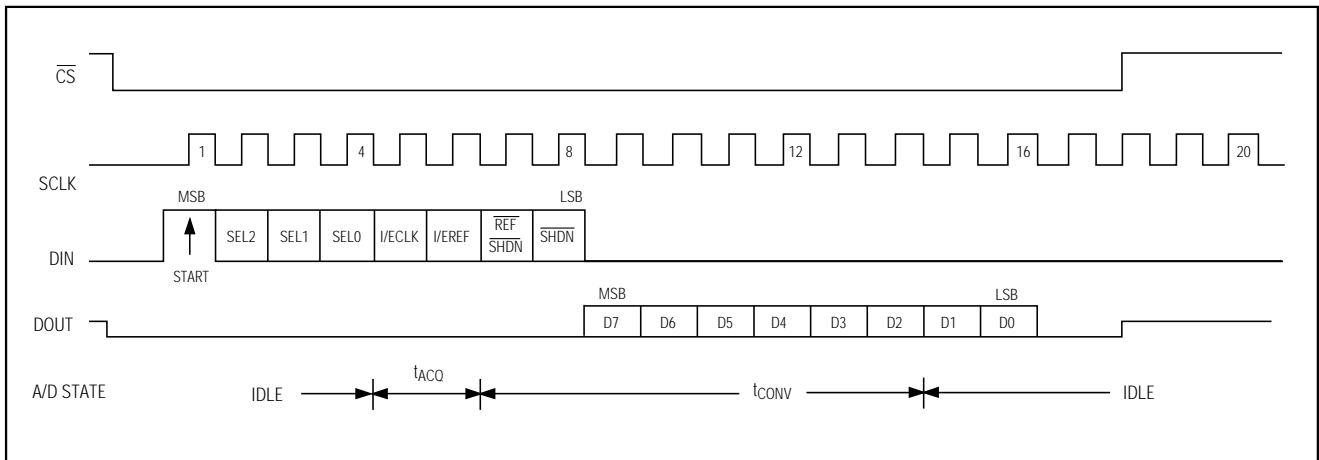 CS
SCLK
1 4 8 12 16 20
MSB LSB
DIN
START
SEL2 SEL1 SEL0 I/ECLK I/EREF REF SHDN SHDN
MSB LSB
DOUT
D7 D6 D5 D4 D3 D2 D1 D0
A/D STATE
IDLE tACQ tCONV IDLE